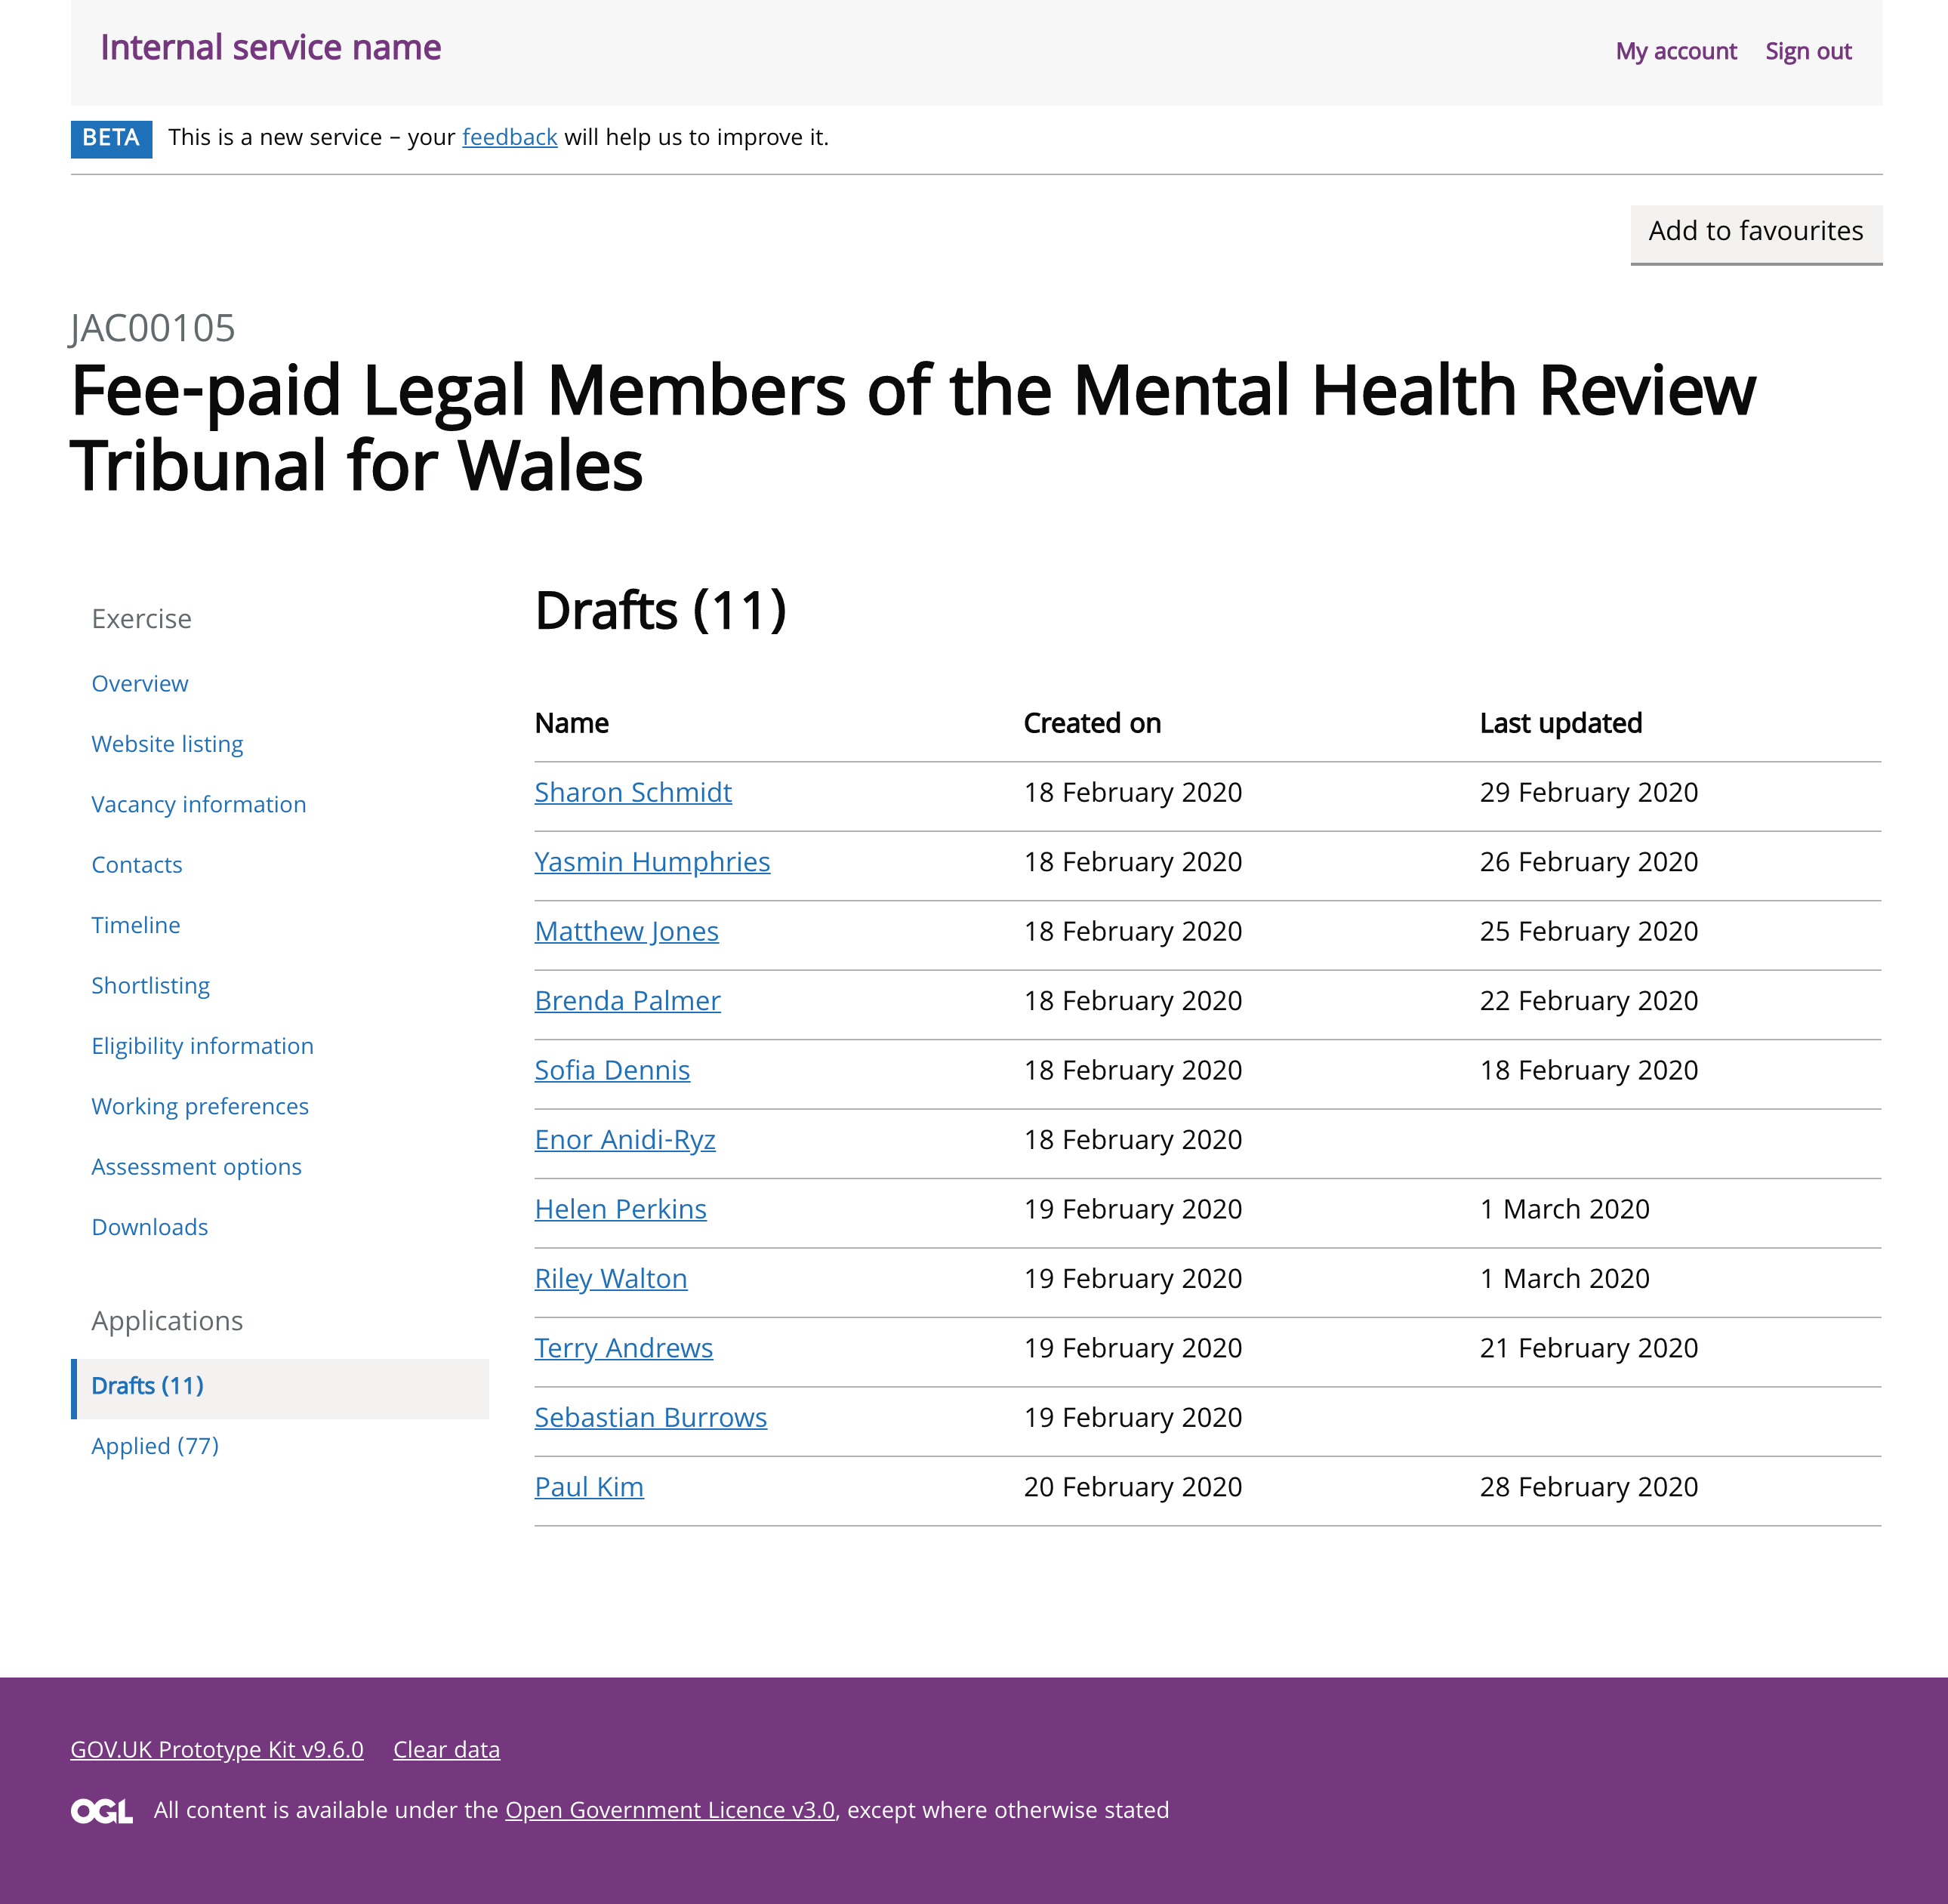 Internal service name
My account Sign out
BETA This is a new service – your feedback will help us to improve it.
Add to favourites
JAC00105
Fee-paid Legal Members of the Mental Health Review
Tribunal for Wales
Exercise
Overview
Website listing
Vacancy information
Contacts
Timeline
Shortlisting
Eligibility information
Working preferences
Assessment options
Downloads
Applications
Drafts (11)
Applied (77)
Drafts (11)
Name Created on Last updated
Sharon Schmidt 18 February 2020 29 February 2020
Yasmin Humphries 18 February 2020 26 February 2020
Matthew Jones 18 February 2020 25 February 2020
Brenda Palmer 18 February 2020 22 February 2020
Sofia Dennis 18 February 2020 18 February 2020
Enor Anidi-Ryz 18 February 2020
Helen Perkins 19 February 2020 1 March 2020
Riley Walton 19 February 2020 1 March 2020
Terry Andrews 19 February 2020 21 February 2020
Sebastian Burrows 19 February 2020
Paul Kim 20 February 2020 28 February 2020
GOV.UK Prototype Kit v9.6.0 Clear data
OGL All content is available under the Open Government Licence v3.0, except where otherwise stated